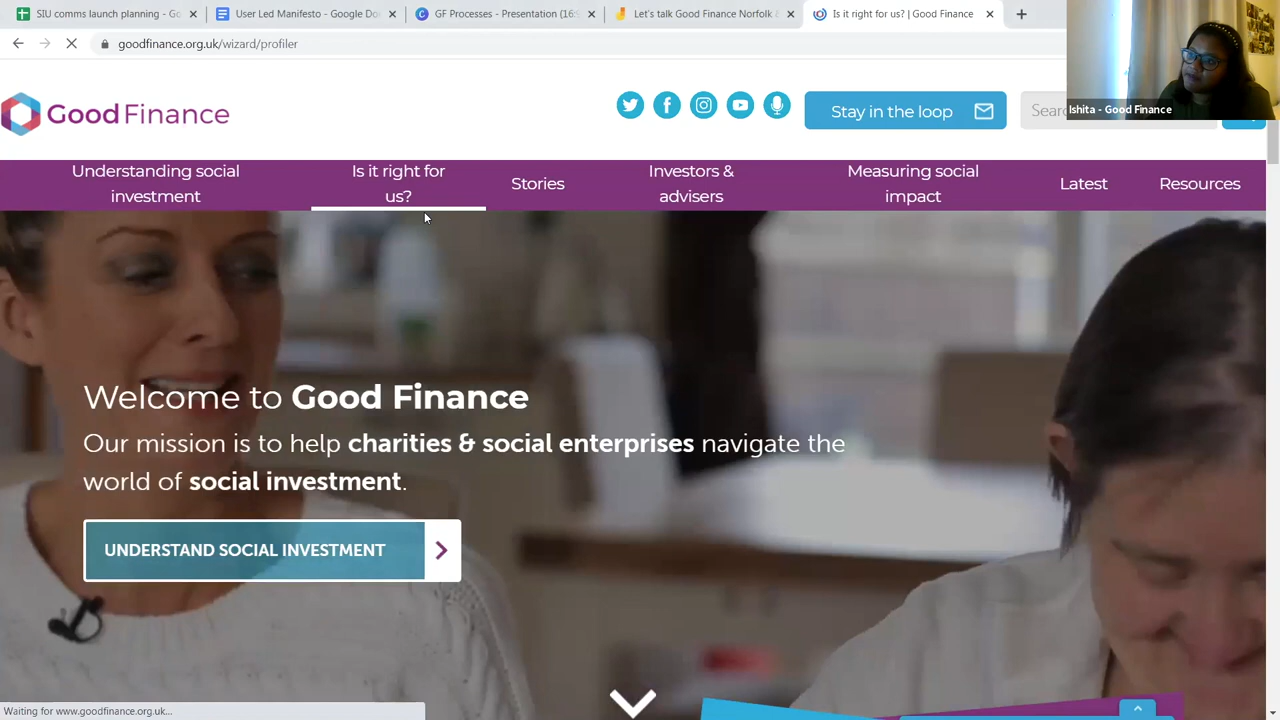 SIU comms launch planning - Go
User Led Manifesto - Google Do
GF Processes - Presentation (16:
Let's talk Good Finance Norfolk
Is it right for us? | Good Finance
goodfinance.org.uk/wizard/profiler
Ishita - Good Finance
Good Finance
Stay in the loop
Sear
Understanding social
investment
Is it right for
us?
Stories
Investors &
advisers
Measuring social
impact
Latest
Resources
Welcome to Good Finance
Our mission is to help charities & social enterprises navigate the
world of social investment.
UNDERSTAND SOCIAL INVESTMENT
Waiting for www.goodfinance.org.uk...